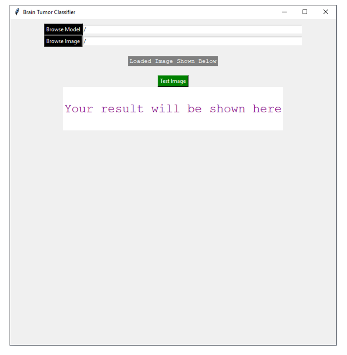 Brain Tumor Classifier
Browse Model /
Browse Image /
Loaded Image Shown Below
Test Image
Your result will be shown here